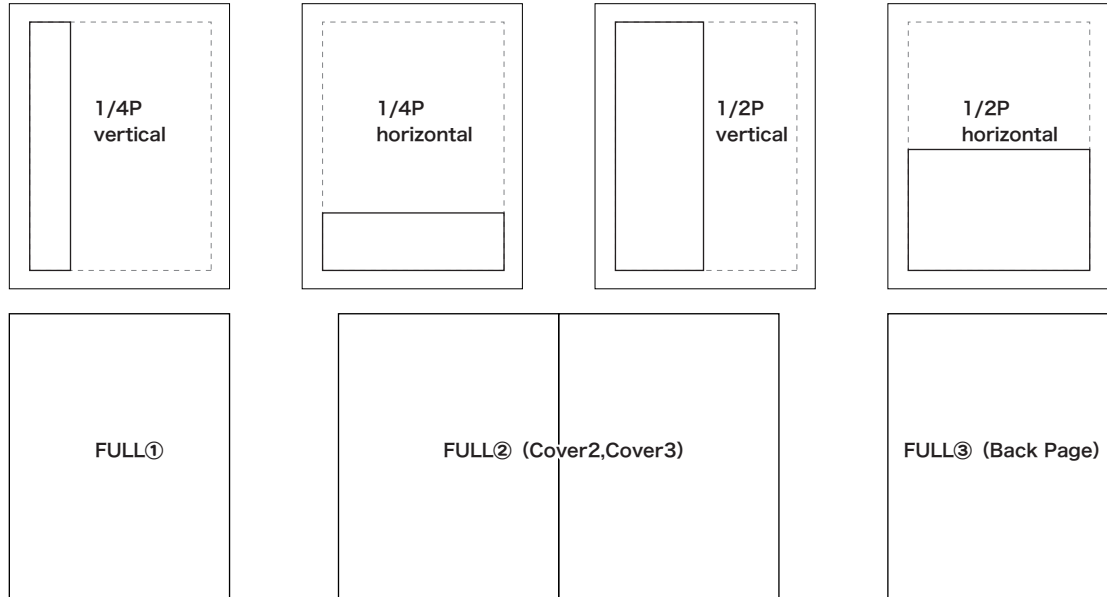 1/4P
vertical
1/4P
horizontal
1/2P
vertical
1/2P
horizontal
FULL①
FULL②（Cover2,Cover3）
FULL③（Back Page）